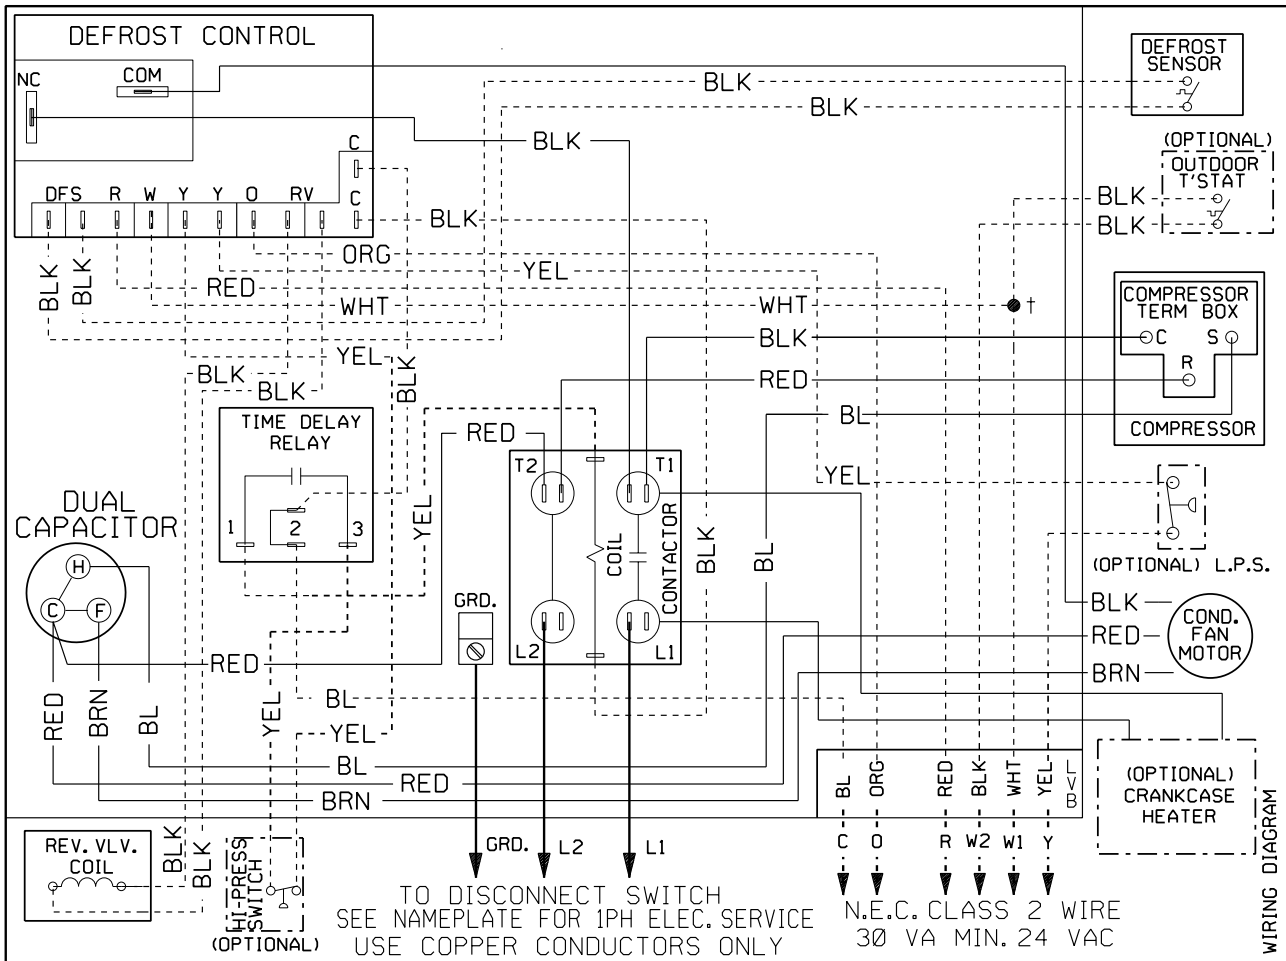 DEFROST CONTROL
NC
COM
C
C
DFS R W Y Y O RV
BLK
BLK
BLK
BLK
ORG
YEL
RED
WHT
BLK
BLK
YEL
BLK
BLK
BLK
DEFROST
SENSOR
(OPTIONAL)
OUTDOOR
T'STAT
BLK
BLK
WHT
†
BLK
RED
BL
COMPRESSOR
TERM BOX
C
S
R
COMPRESSOR
TIME DELAY
RELAY
1
2
3
RED
YEL
T2
T1
COIL
CONTACTOR
L2
L1
BLK
BL
YEL
(OPTIONAL) L.P.S.
DUAL
CAPACITOR
H
C
F
GRD.
RED
BLK
RED
BRN
COND.
FAN
MOTOR
RED
BRN
BL
YEL
BL
YEL
BL
RED
BRN
BL
ORG
RED
BLK
WHT
YEL
LVB
C O R W2 W1 Y
(OPTIONAL)
CRANKCASE
HEATER
REV. VLV.
COIL
BLK
BLK
HI-PRESS
SWITCH
(OPTIONAL)
GRD.
L2
L1
TO DISCONNECT SWITCH
SEE NAMEPLATE FOR 1PH ELEC. SERVICE
USE COPPER CONDUCTORS ONLY
N.E.C. CLASS 2 WIRE
30 VA MIN. 24 VAC
WIRING DIAGRAM